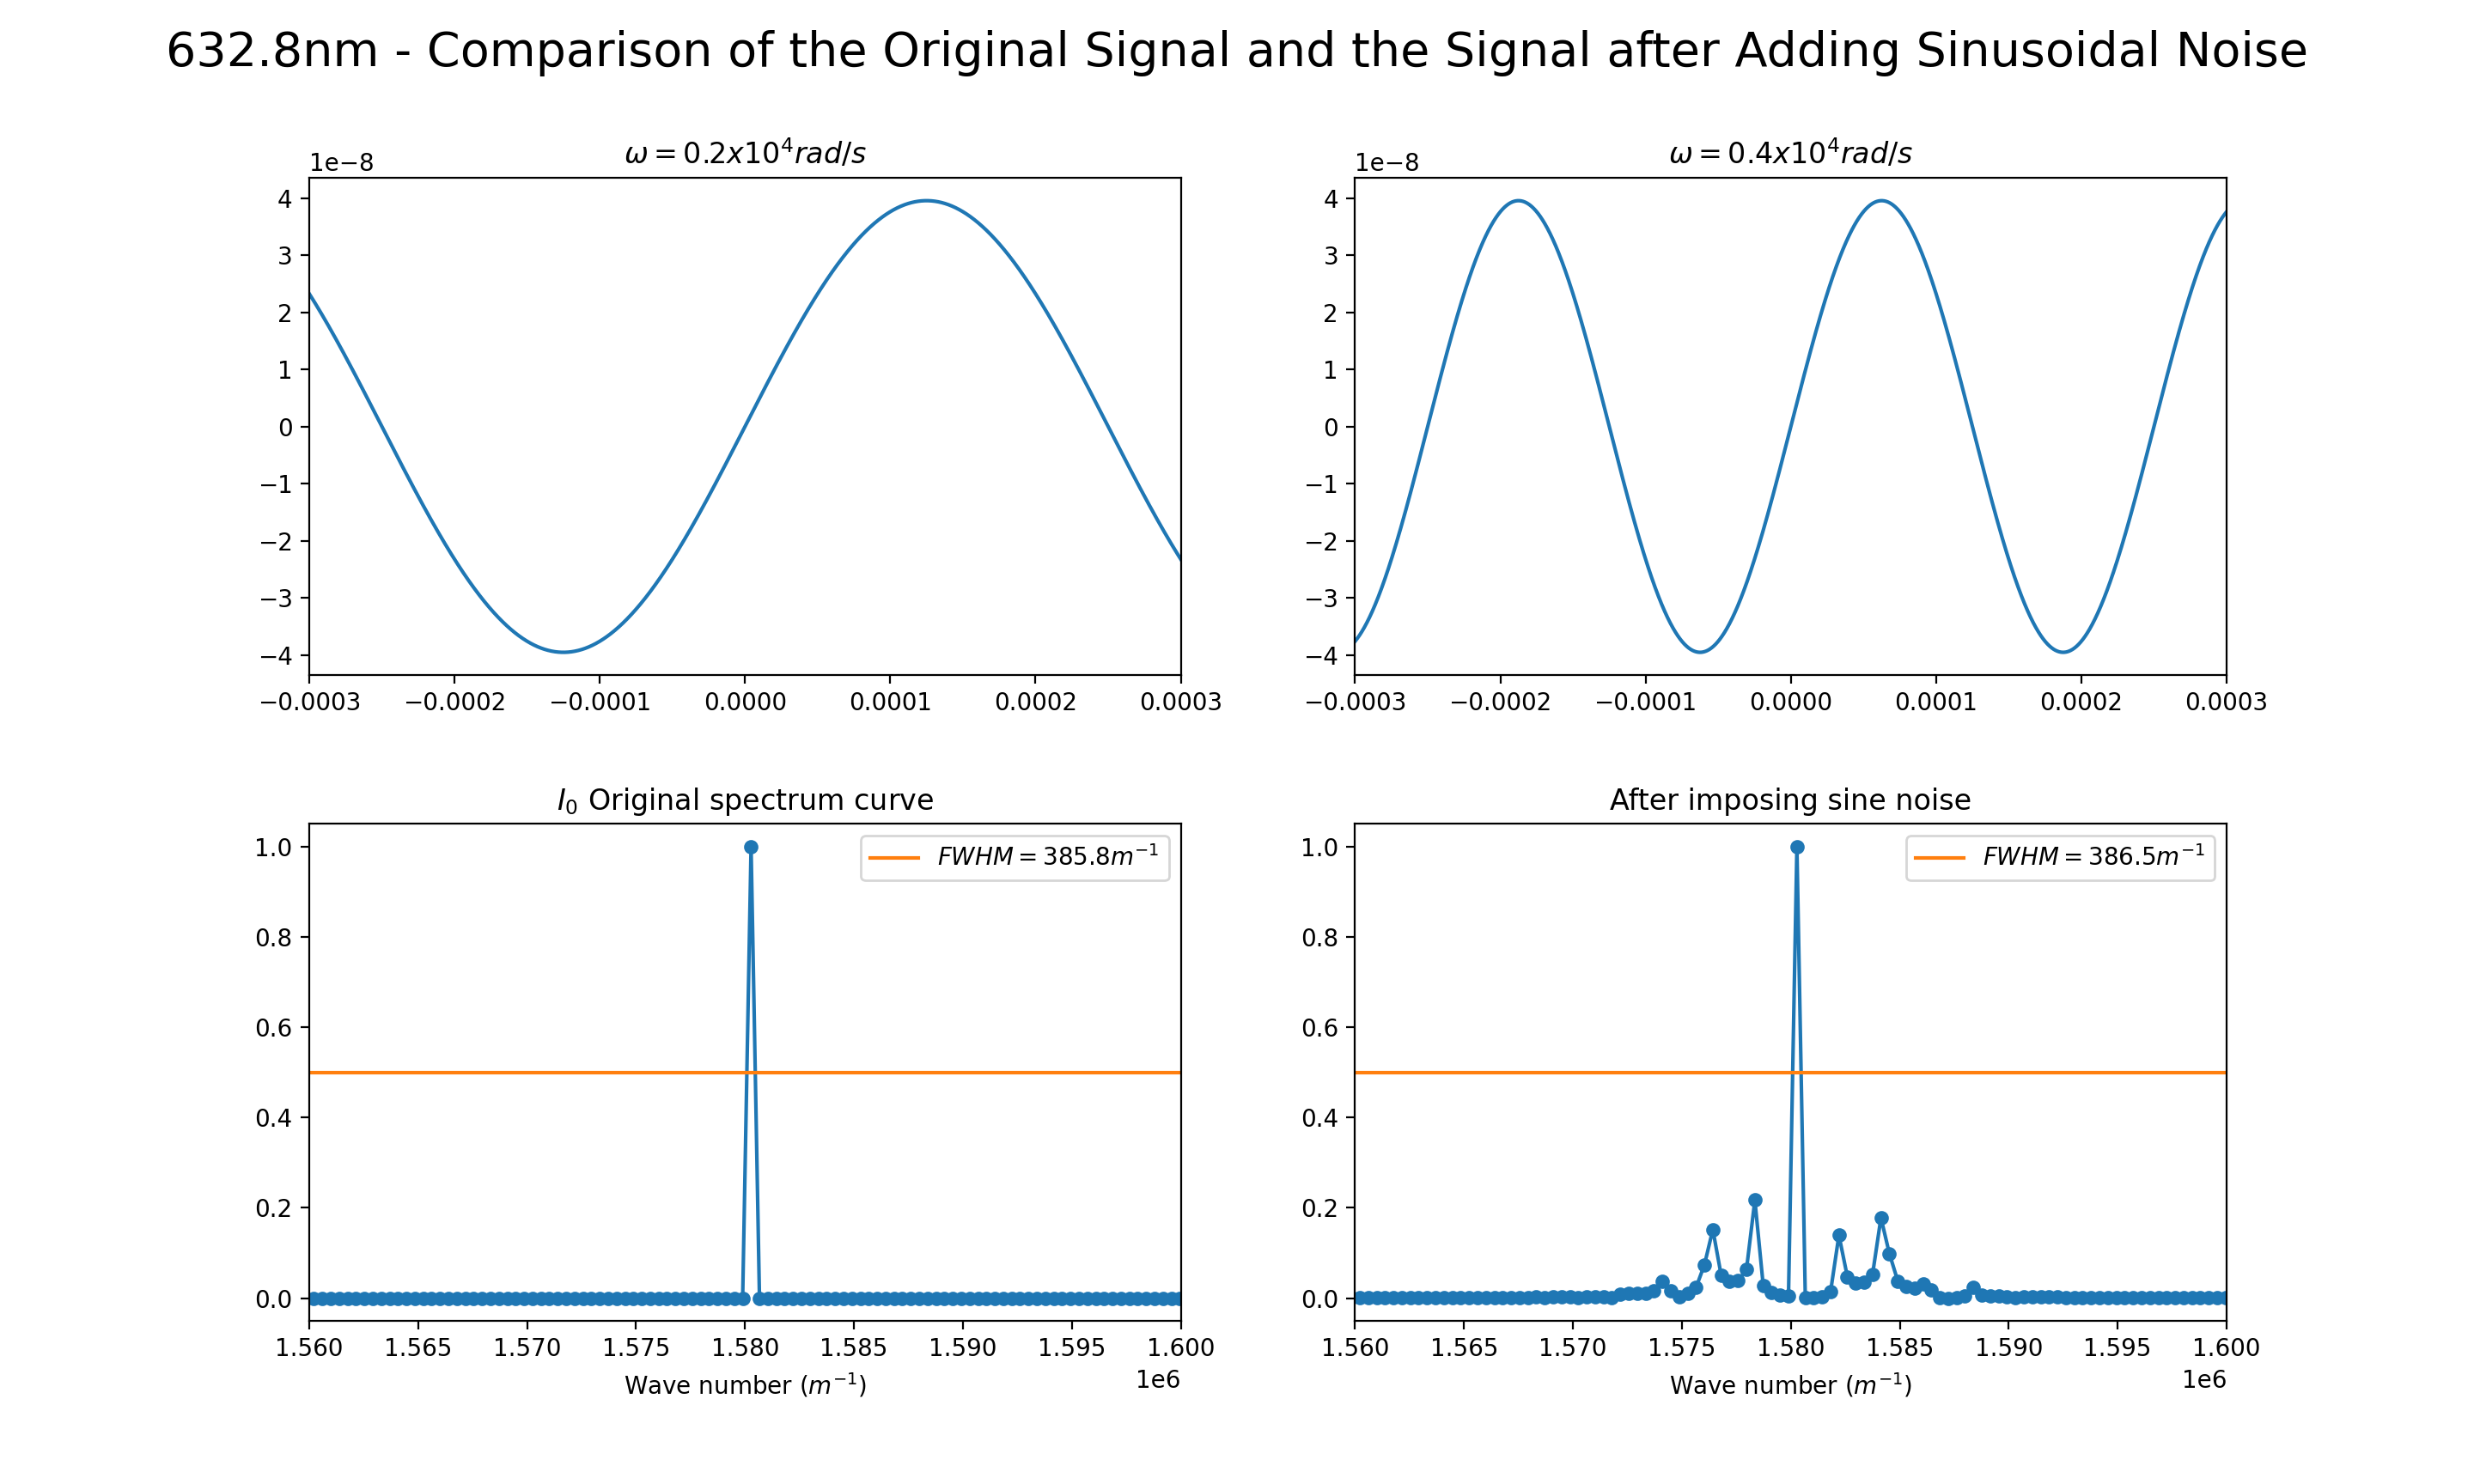 632.8nm - Comparison of the Original Signal and the Signal after Adding Sinusoidal Noise
ω = 0.2x10⁴rad/s
1e−8
4
3
2
1
0
−1
−2
−3
−4
−0.0003 −0.0002 −0.0001 0.0000 0.0001 0.0002 0.0003
ω = 0.4x10⁴rad/s
1e−8
4
3
2
1
0
−1
−2
−3
−4
−0.0003 −0.0002 −0.0001 0.0000 0.0001 0.0002 0.0003
I₀ Original spectrum curve
FWHM = 385.8m⁻¹
1.0
0.8
0.6
0.4
0.2
0.0
1.560 1.565 1.570 1.575 1.580 1.585 1.590 1.595 1.600
1e6
Wave number (m⁻¹)
After imposing sine noise
FWHM = 386.5m⁻¹
1.0
0.8
0.6
0.4
0.2
0.0
1.560 1.565 1.570 1.575 1.580 1.585 1.590 1.595 1.600
1e6
Wave number (m⁻¹)